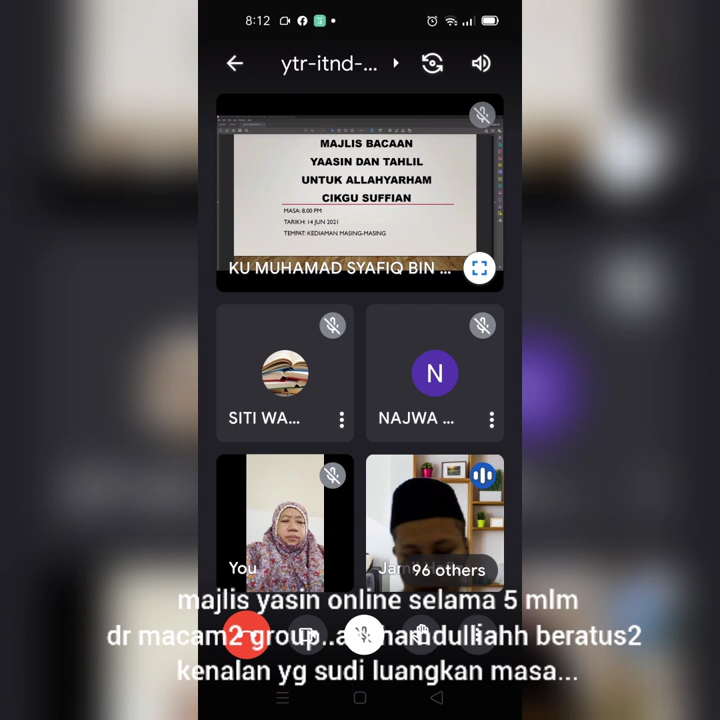 8:12
ytr-itnd-...
MAJLIS BACAAN
YAASIN DAN TAHLIL
UNTUK ALLAHYARHAM
CIKGU SUFFIAN
MASA: 8.00 PM
TARIKH: 14 JUN 2021
TEMPAT: KEDIAMAN MASING-MASING
KU MUHAMAD SYAFIQ BIN ...
SITI WA...
N
NAJWA ...
You
96 others
majlis yasin online selama 5 mlm
dr macam2 group..alhamdulliahh beratus2
kenalan yg sudi luangkan masa...